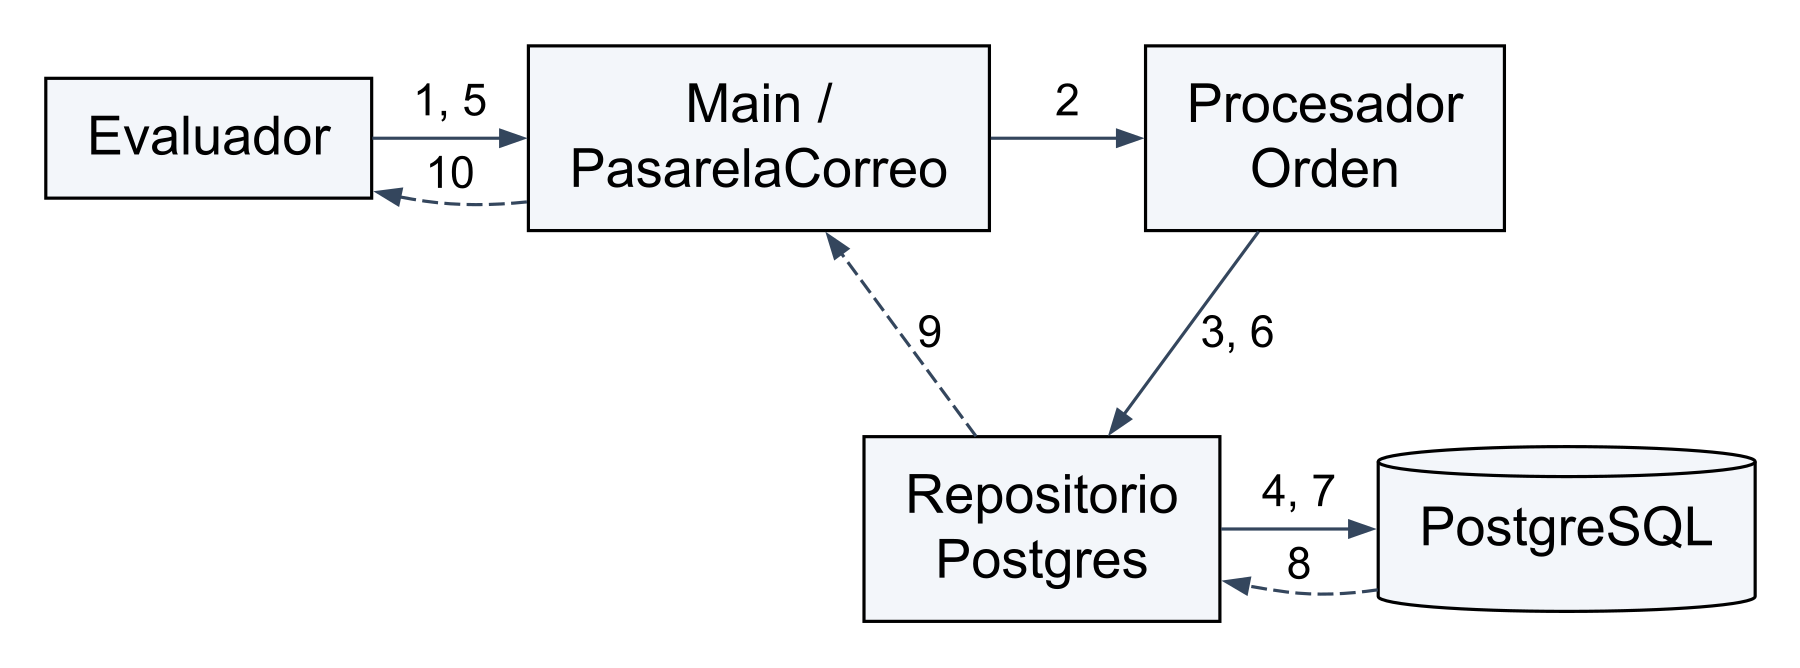 Evaluador
1, 5
10
Main /
PasarelaCorreo
2
Procesador
Orden
9
3, 6
Repositorio
Postgres
4, 7
8
PostgreSQL